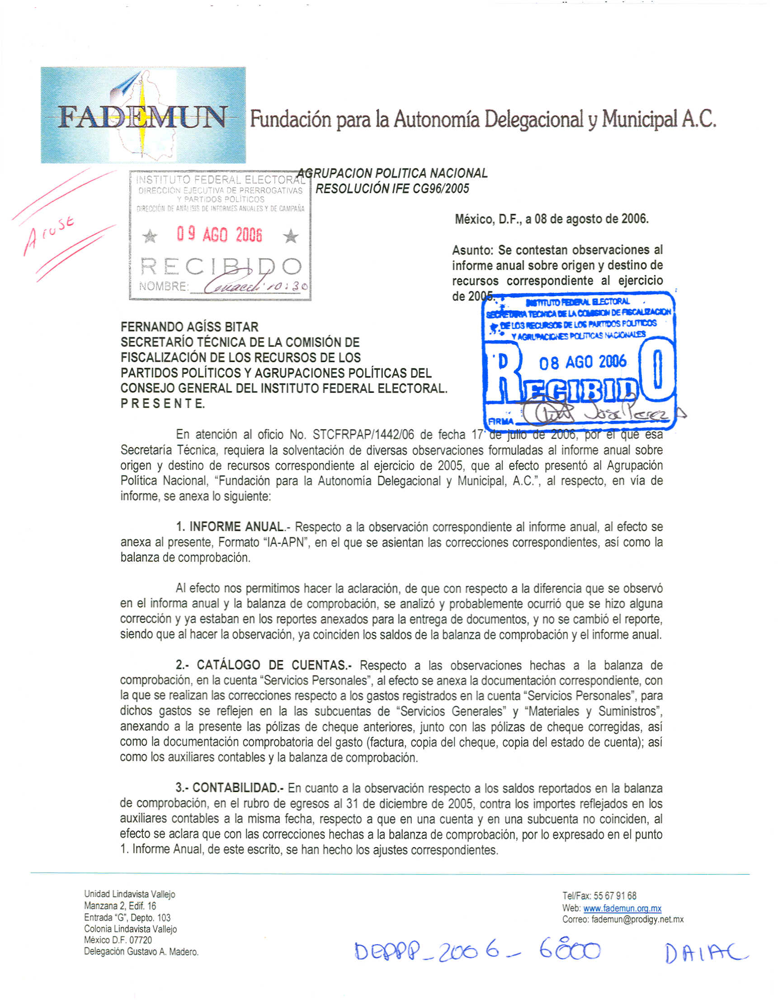 FADEMUN
Fundación para la Autonomía Delegacional y Municipal A.C.
AGRUPACION POLITICA NACIONAL
RESOLUCIÓN IFE CG96/2005
INSTITUTO FEDERAL ELECTORAL
DIRECCIÓN EJECUTIVA DE PRERROGATIVAS
Y PARTIDOS POLÍTICOS
DIRECCIÓN DE ANÁLISIS DE INFORMES ANUALES Y DE CAMPAÑA
09 AGO 2006
RECIBIDO
NOMBRE: 10:30
Acuse
México, D.F., a 08 de agosto de 2006.
Asunto: Se contestan observaciones al
informe anual sobre origen y destino de
recursos correspondiente al ejercicio
de 2005.
INSTITUTO FEDERAL ELECTORAL
SECRETARIA TECNICA DE LA COMISION DE FISCALIZACION
DE LOS RECURSOS DE LOS PARTIDOS POLITICOS
Y AGRUPACIONES POLITICAS NACIONALES
08 AGO 2006
RECIBIDO
FIRMA Jose Perez
FERNANDO AGÍSS BITAR
SECRETARÍO TÉCNICA DE LA COMISIÓN DE
FISCALIZACIÓN DE LOS RECURSOS DE LOS
PARTIDOS POLÍTICOS Y AGRUPACIONES POLÍTICAS DEL
CONSEJO GENERAL DEL INSTITUTO FEDERAL ELECTORAL.
P R E S E N T E.
En atención al oficio No. STCFRPAP/1442/06 de fecha 17 de julio de 2006, por el que esa
Secretaría Técnica, requiera la solventación de diversas observaciones formuladas al informe anual sobre
origen y destino de recursos correspondiente al ejercicio de 2005, que al efecto presentó al Agrupación
Política Nacional, “Fundación para la Autonomía Delegacional y Municipal, A.C.”, al respecto, en vía de
informe, se anexa lo siguiente:
1. INFORME ANUAL.- Respecto a la observación correspondiente al informe anual, al efecto se
anexa al presente, Formato “IA-APN”, en el que se asientan las correcciones correspondientes, así como la
balanza de comprobación.
Al efecto nos permitimos hacer la aclaración, de que con respecto a la diferencia que se observó
en el informa anual y la balanza de comprobación, se analizó y probablemente ocurrió que se hizo alguna
corrección y ya estaban en los reportes anexados para la entrega de documentos, y no se cambió el reporte,
siendo que al hacer la observación, ya coinciden los saldos de la balanza de comprobación y el informe anual.
2.- CATÁLOGO DE CUENTAS.- Respecto a las observaciones hechas a la balanza de
comprobación, en la cuenta “Servicios Personales”, al efecto se anexa la documentación correspondiente, con
la que se realizan las correcciones respecto a los gastos registrados en la cuenta “Servicios Personales”, para
dichos gastos se reflejen en la las subcuentas de “Servicios Generales” y “Materiales y Suministros”,
anexando a la presente las pólizas de cheque anteriores, junto con las pólizas de cheque corregidas, así
como la documentación comprobatoria del gasto (factura, copia del cheque, copia del estado de cuenta); así
como los auxiliares contables y la balanza de comprobación.
3.- CONTABILIDAD.- En cuanto a la observación respecto a los saldos reportados en la balanza
de comprobación, en el rubro de egresos al 31 de diciembre de 2005, contra los importes reflejados en los
auxiliares contables a la misma fecha, respecto a que en una cuenta y en una subcuenta no coinciden, al
efecto se aclara que con las correcciones hechas a la balanza de comprobación, por lo expresado en el punto
1. Informe Anual, de este escrito, se han hecho los ajustes correspondientes.
Unidad Lindavista Vallejo
Manzana 2, Edif. 16
Entrada “G”, Depto. 103
Colonia Lindavista Vallejo
México D.F. 07720
Delegación Gustavo A. Madero.
Tel/Fax: 55 67 91 68
Web: www.fademun.org.mx
Correo: fademun@prodigy.net.mx
DEPPP-2006-6800 DAIAC